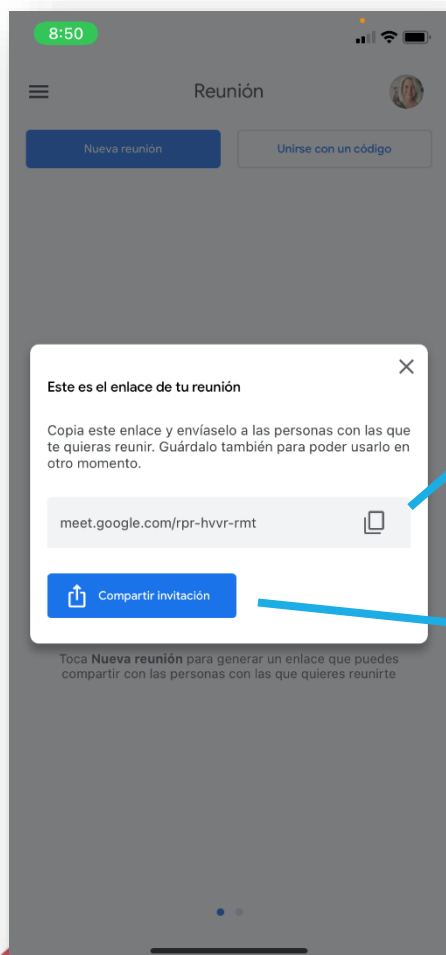 8:50
Reunión
Nueva reunión
Unirse con un código
Este es el enlace de tu reunión
Copia este enlace y envíaselo a las personas con las que
te quieras reunir. Guárdalo también para poder usarlo en
otro momento.
meet.google.com/rpr-hvvr-rmt
Compartir invitación
Toca Nueva reunión para generar un enlace que puedes
compartir con las personas con las que quieres reunirte